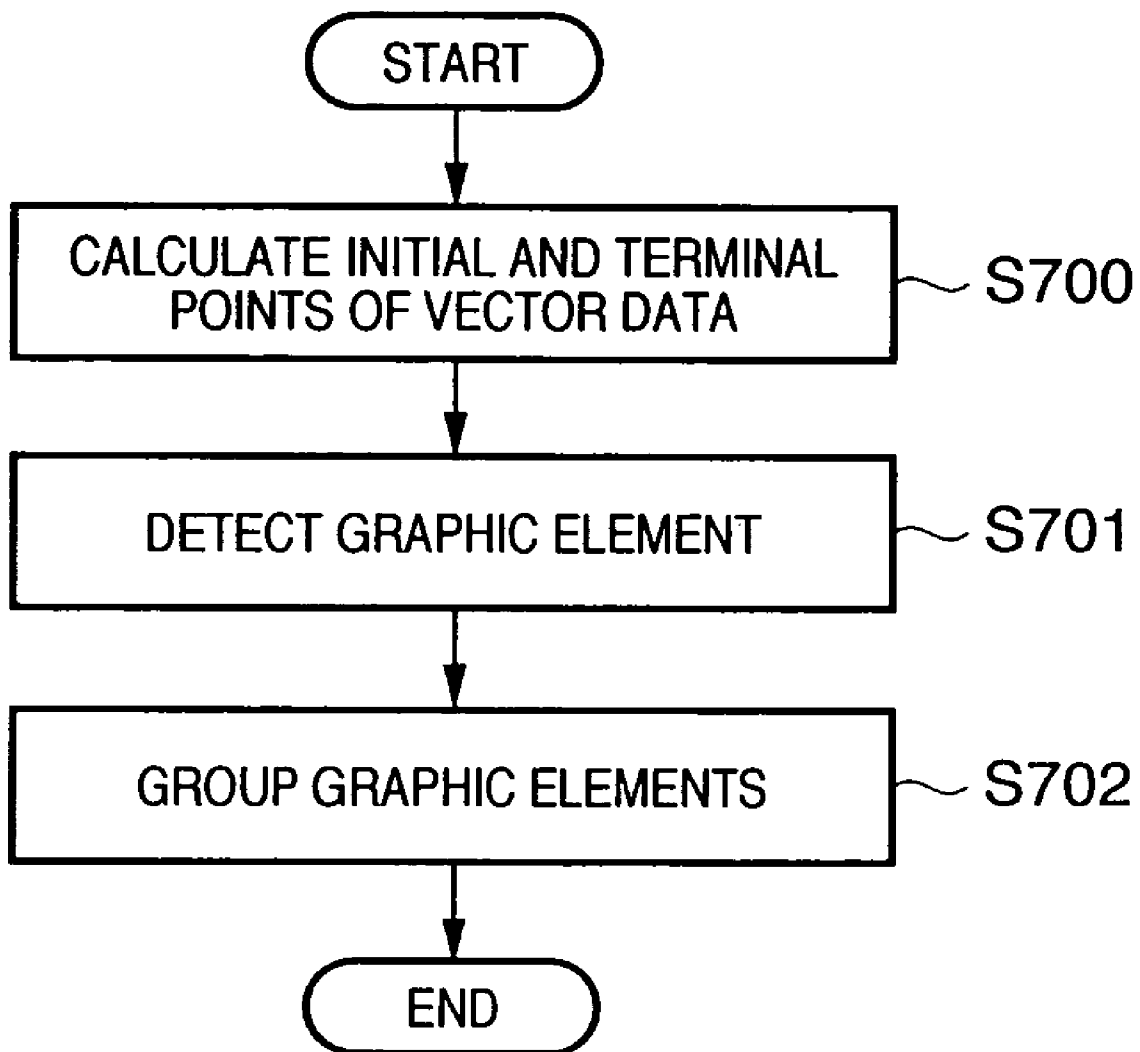 START
CALCULATE INITIAL AND TERMINAL
POINTS OF VECTOR DATA
S700
DETECT GRAPHIC ELEMENT
S701
GROUP GRAPHIC ELEMENTS
S702
END